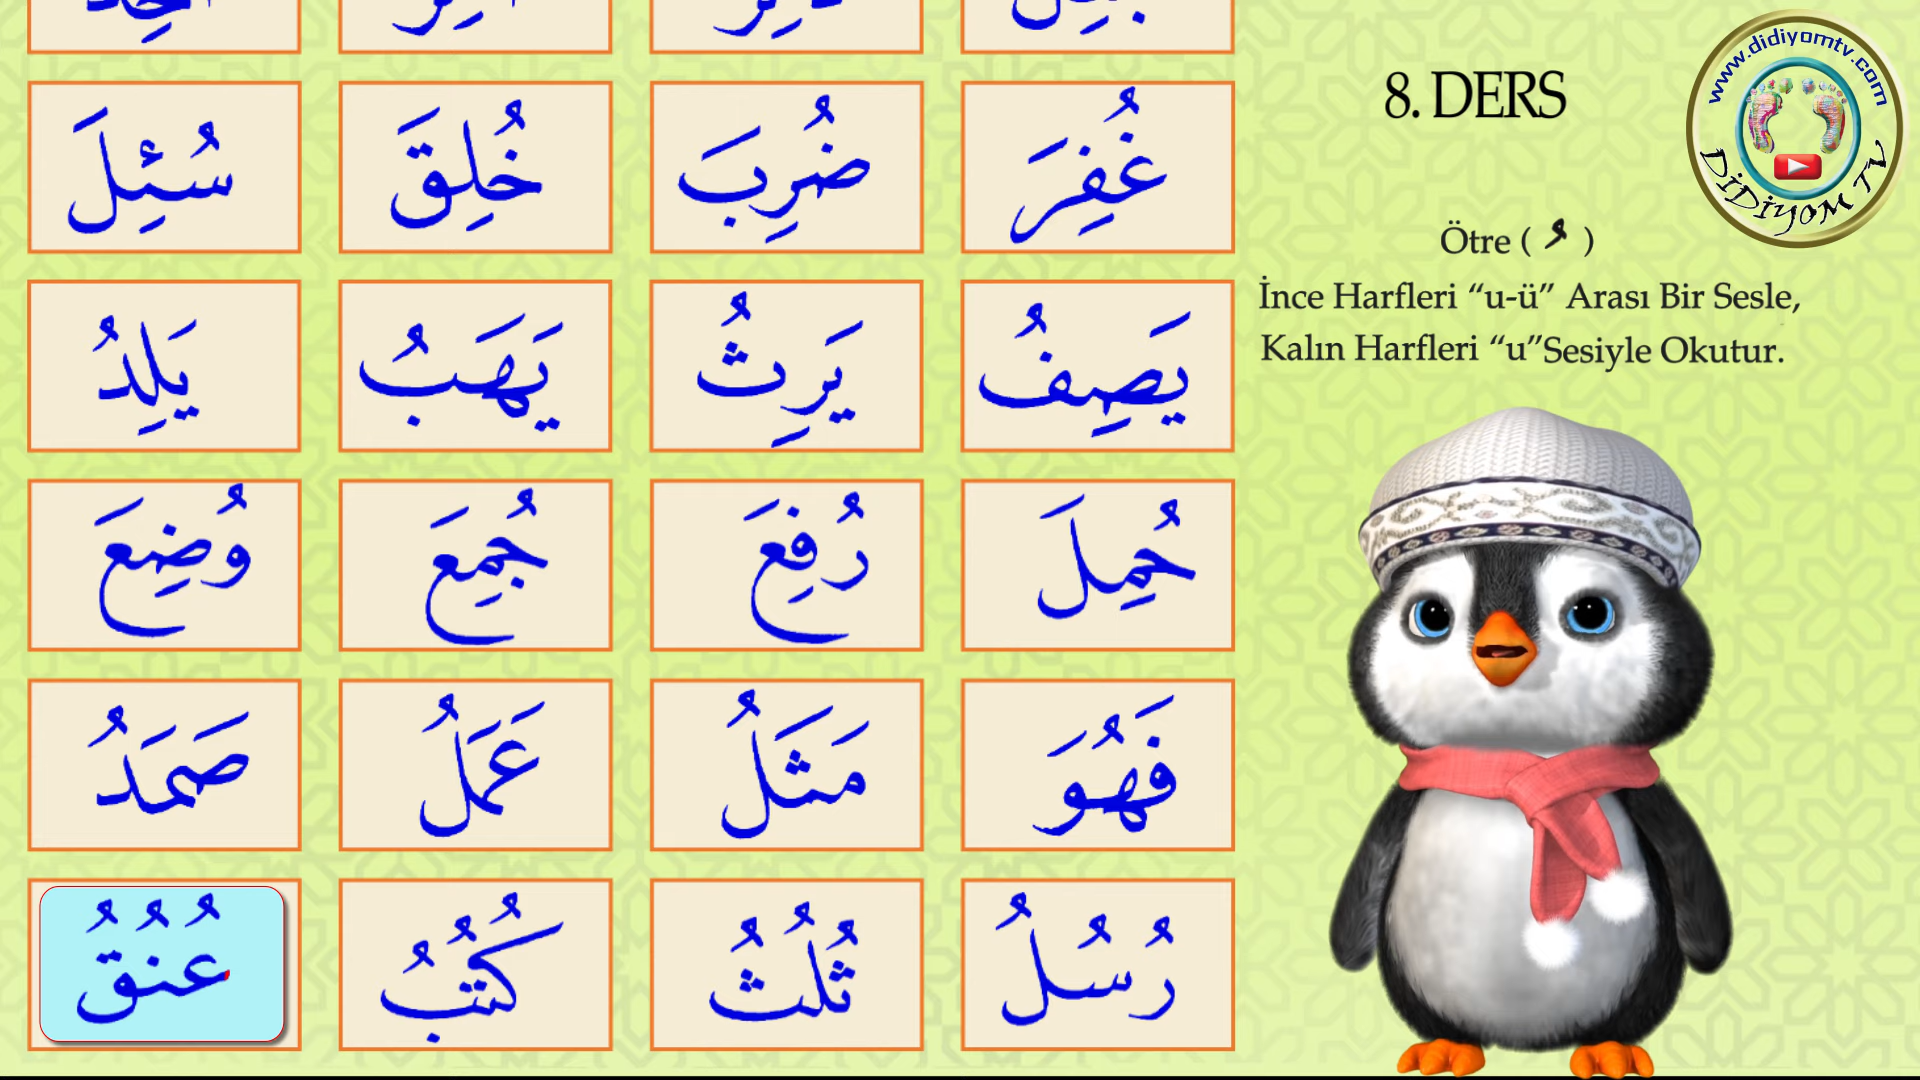 غُفِرَ ضُرِبَ خُلِقَ سُئِلَ
يَصِفُ يَرِثُ يَهَبُ يَلِدُ
حُمِلَ رُفِعَ جُمِعَ وُضِعَ
فَهُوَ مَثَلُ عَمَلُ صَمَدُ
رُسُلُ ثُلُثُ كُتُبُ عُنُقُ
8. DERS
Ötre ( ُ )
İnce Harfleri “u-ü” Arası Bir Sesle,
Kalın Harfleri “u”Sesiyle Okutur.
www.didiyomtv.com
DiDiyoM TV